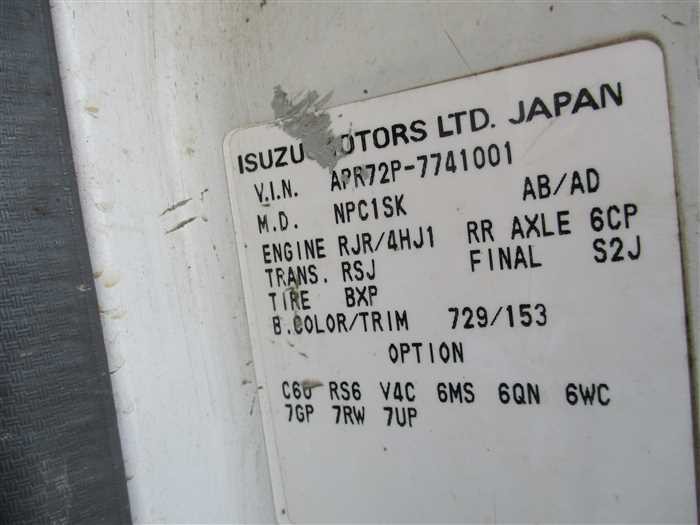 ISUZU MOTORS LTD. JAPAN
V.I.N. APR72P-7741001
M.D. NPC1SK AB/AD
ENGINE RJR/4HJ1 RR AXLE 6CP
TRANS. RSJ FINAL S2J
TIRE BXP
B.COLOR/TRIM 729/153
OPTION
C60 RS6 V4C 6MS 6QN 6WC
7GP 7RW 7UP